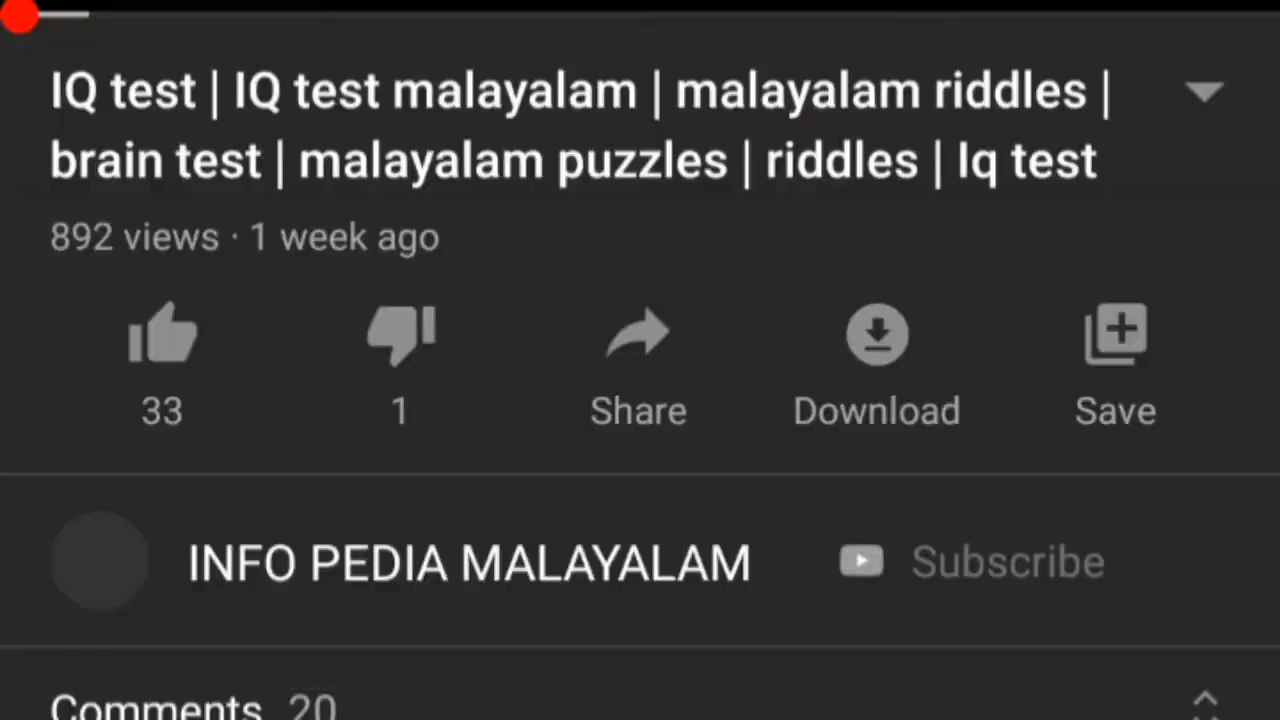 IQ test | IQ test malayalam | malayalam riddles |
brain test | malayalam puzzles | riddles | Iq test
892 views · 1 week ago
33 1 Share Download Save
INFO PEDIA MALAYALAM Subscribe
Comments 20